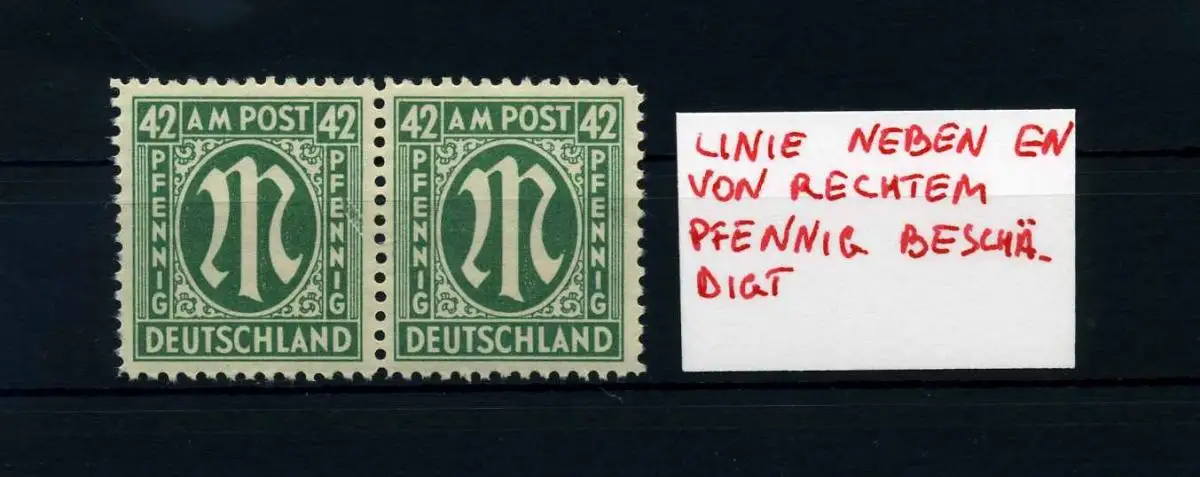 42 AM POST 42
PFENNIG
PFENNIG
DEUTSCHLAND
42 AM POST 42
PFENNIG
PFENNIG
DEUTSCHLAND
LINIE NEBEN EN
VON RECHTEM
PFENNIG BESCHÄ-
DIGT